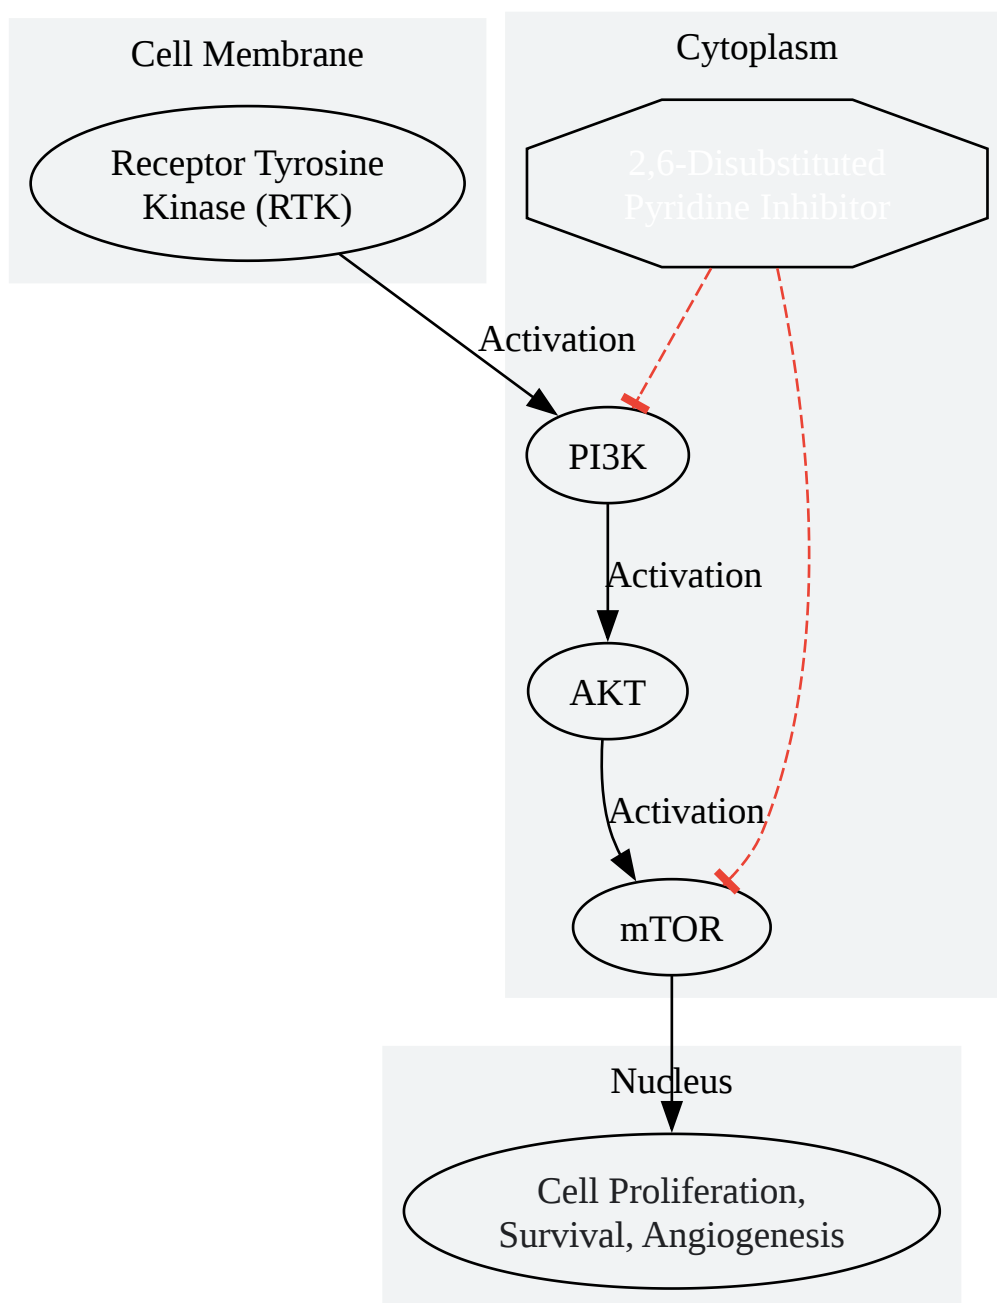 Cell Membrane
Cytoplasm
Receptor Tyrosine
Kinase (RTK)
2,6-Disubstituted
Pyridine Inhibitor
Activation
PI3K
Activation
AKT
Activation
mTOR
Nucleus
Cell Proliferation,
Survival, Angiogenesis